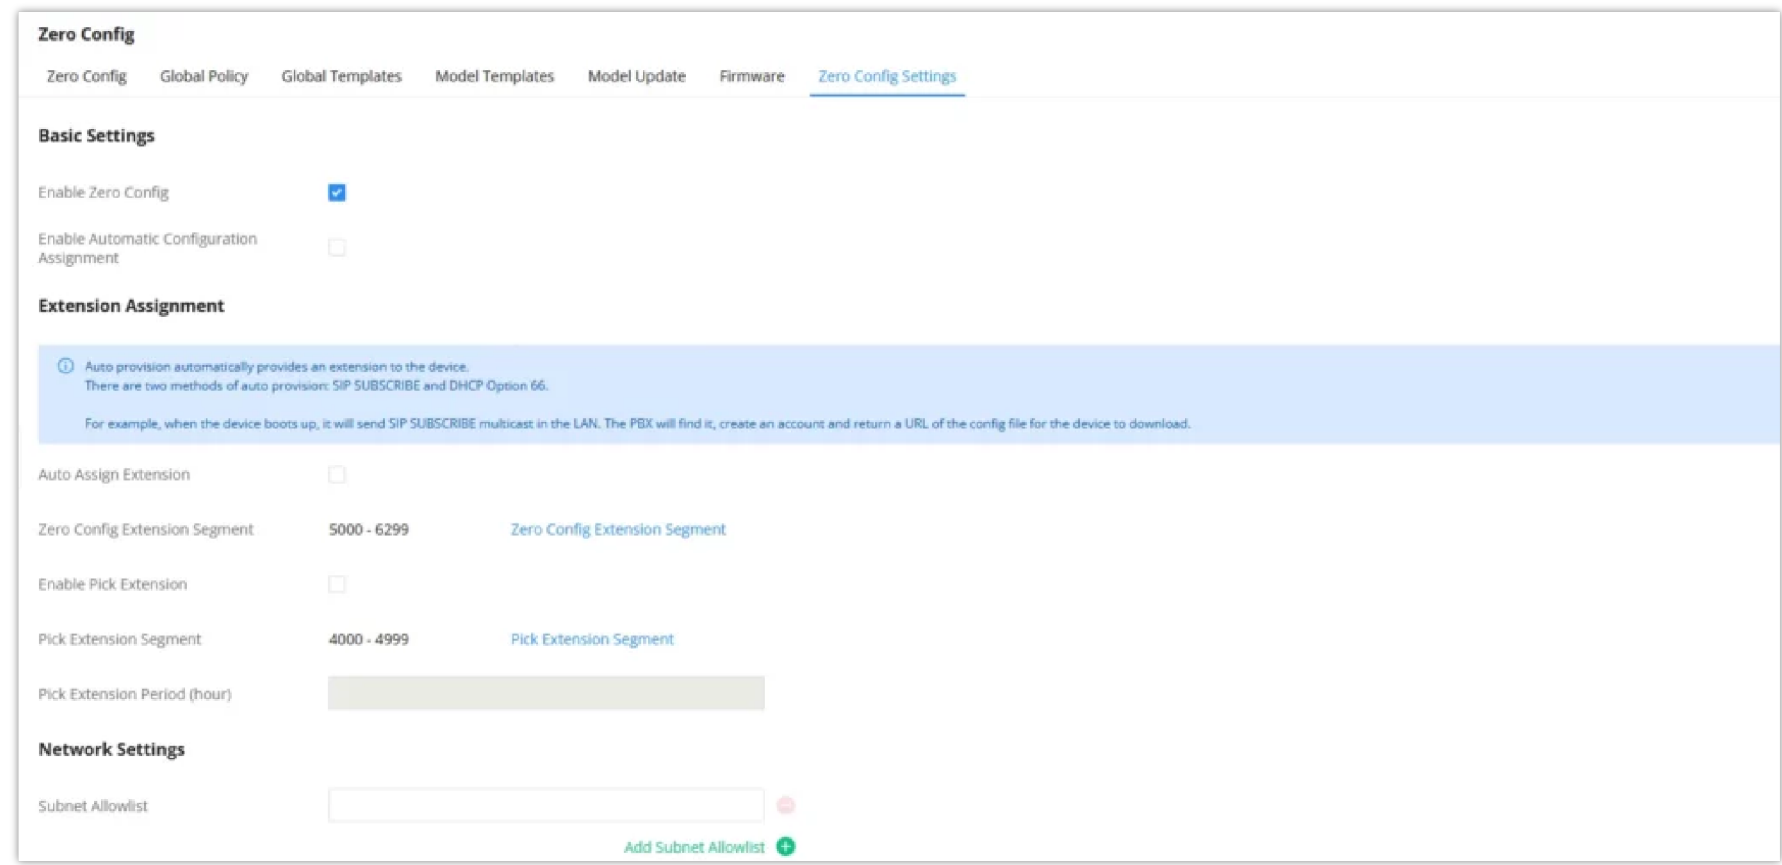 Zero Config
Zero Config Global Policy Global Templates Model Templates Model Update Firmware Zero Config Settings
Basic Settings
Enable Zero Config
Enable Automatic Configuration
Assignment
Extension Assignment
Auto provision automatically provides an extension to the device.
There are two methods of auto provision: SIP SUBSCRIBE and DHCP Option 66.
For example, when the device boots up, it will send SIP SUBSCRIBE multicast in the LAN. The PBX will find it, create an account and return a URL of the config file for the device to download.
Auto Assign Extension
Zero Config Extension Segment 5000 - 6299 Zero Config Extension Segment
Enable Pick Extension
Pick Extension Segment 4000 - 4999 Pick Extension Segment
Pick Extension Period (hour)
Network Settings
Subnet Allowlist
Add Subnet Allowlist